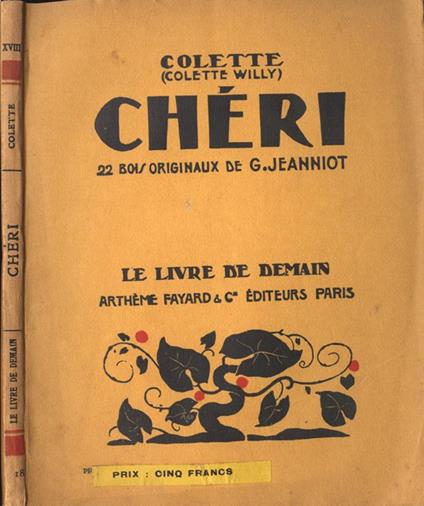 XVIII
COLETTE
CHÉRI
LE LIVRE DE DEMAIN
18
COLETTE
(COLETTE WILLY)
CHÉRI
22 BOIS ORIGINAUX DE G. JEANNIOT
LE LIVRE DE DEMAIN
ARTHÈME FAYARD & Cie ÉDITEURS PARIS
PRIX : CINQ FRANCS